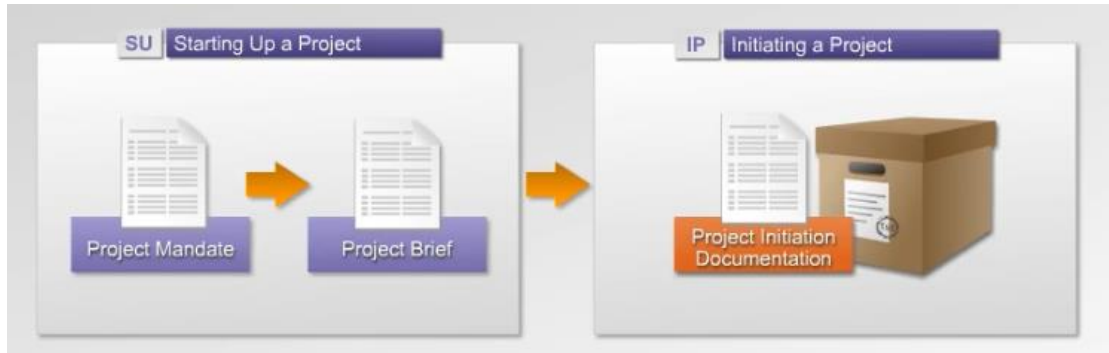 SU Starting Up a Project
IP Initiating a Project
Project Mandate
Project Brief
Project Initiation
Documentation